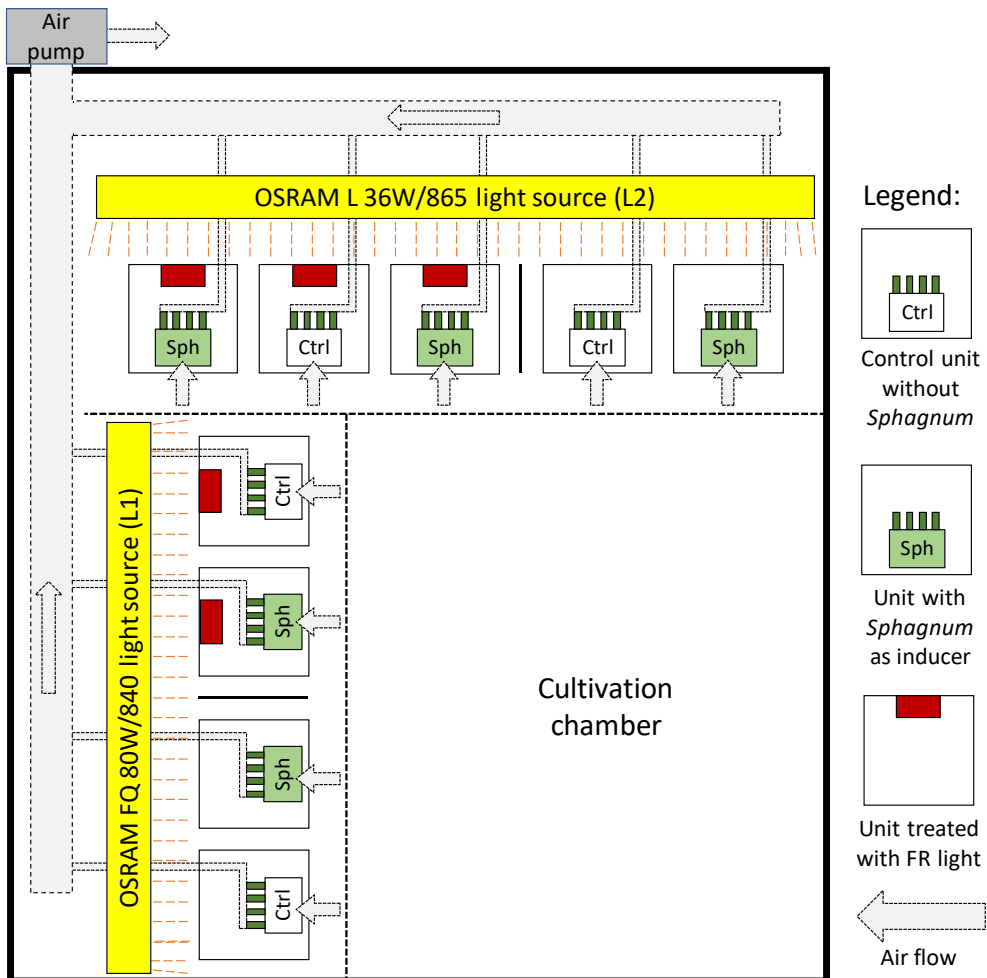 Air
pump
OSRAM L 36W/865 light source (L2)
Sph
Ctrl
Sph
Ctrl
Sph
OSRAM FQ 80W/840 light source (L1)
Ctrl
Sph
Sph
Ctrl
Cultivation
chamber
Legend:
Ctrl
Control unit
without
Sphagnum
Sph
Unit with
Sphagnum
as inducer
Unit treated
with FR light
Air flow